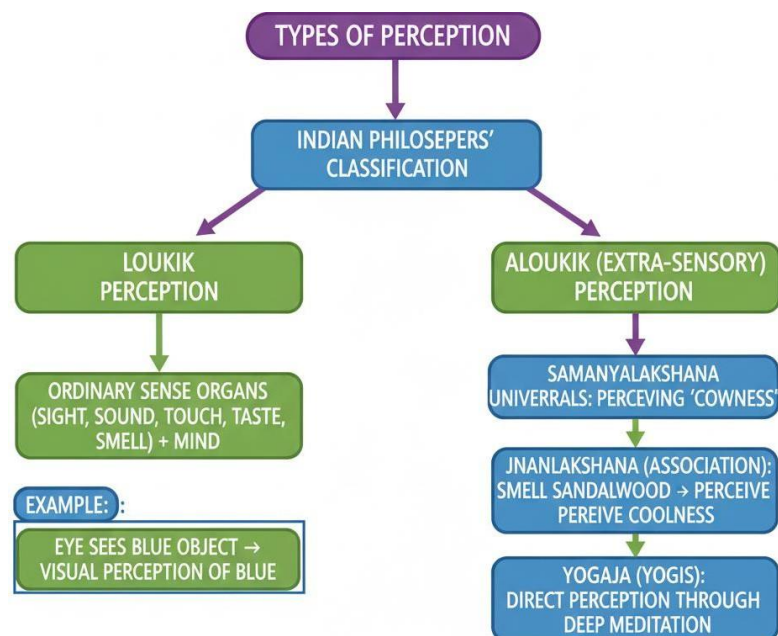 TYPES OF PERCEPTION
INDIAN PHILOSEPERS'
CLASSIFICATION
LOUKIK
PERCEPTION
ORDINARY SENSE ORGANS
(SIGHT, SOUND, TOUCH, TASTE,
SMELL) + MIND
EXAMPLE: :
EYE SEES BLUE OBJECT →
VISUAL PERCEPTION OF BLUE
ALOUKIK (EXTRA-SENSORY)
PERCEPTION
SAMANYALAKSHANA
UNIVERRALS: PERCEVING 'COWNESS'
JNANLAKSHANA (ASSOCIATION):
SMELL SANDALWOOD → PERCEIVE
PEREIVE COOLNESS
YOGAJA (YOGIS):
DIRECT PERCEPTION THROUGH
DEEP MEDITATION